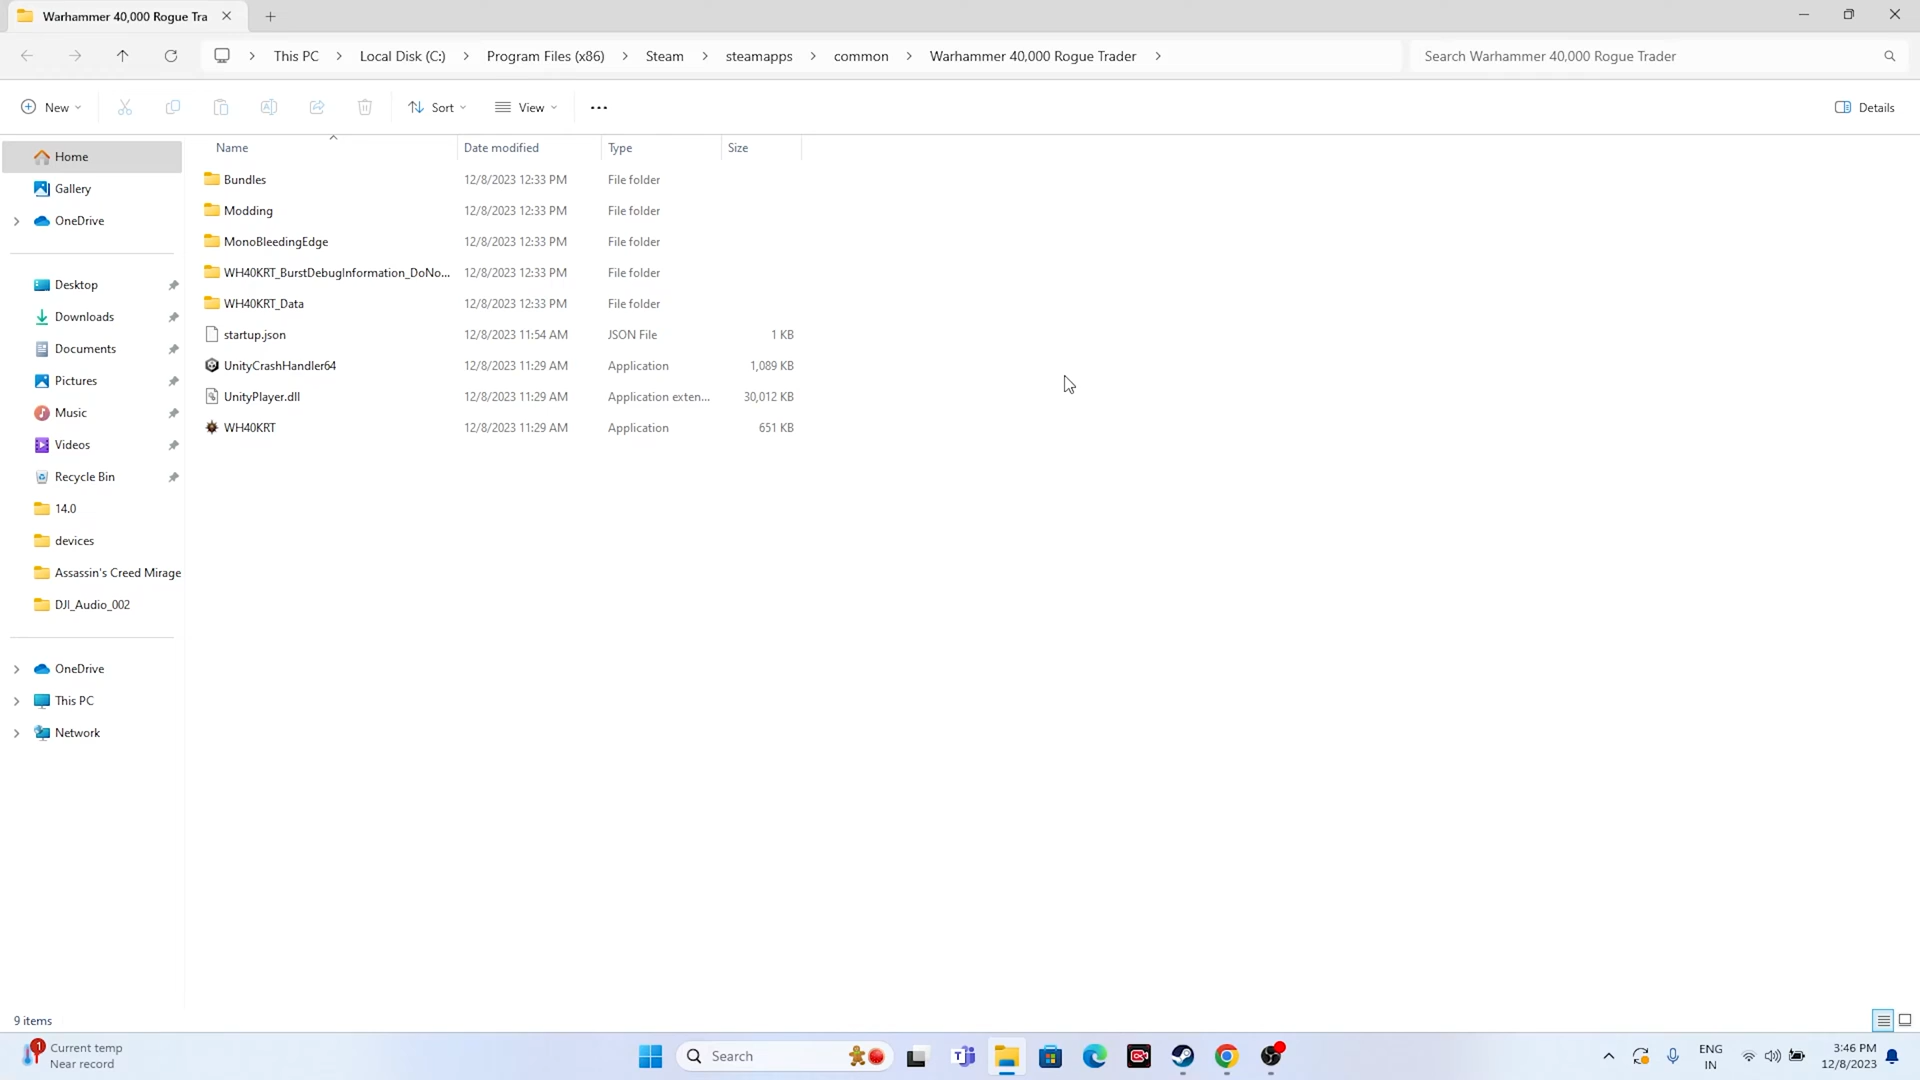 Warhammer 40,000 Rogue Tra
This PC > Local Disk (C:) > Program Files (x86) > Steam > steamapps > common > Warhammer 40,000 Rogue Trader >
Search Warhammer 40,000 Rogue Trader
New
Sort
View
Details
Name
Date modified
Type
Size
Home
Gallery
OneDrive
Desktop
Downloads
Documents
Pictures
Music
Videos
Recycle Bin
14.0
devices
Assassin's Creed Mirage
DJI_Audio_002
OneDrive
This PC
Network
Bundles 12/8/2023 12:33 PM File folder
Modding 12/8/2023 12:33 PM File folder
MonoBleedingEdge 12/8/2023 12:33 PM File folder
WH40KRT_BurstDebugInformation_DoNo... 12/8/2023 12:33 PM File folder
WH40KRT_Data 12/8/2023 12:33 PM File folder
startup.json 12/8/2023 11:54 AM JSON File 1 KB
UnityCrashHandler64 12/8/2023 11:29 AM Application 1,089 KB
UnityPlayer.dll 12/8/2023 11:29 AM Application exten... 30,012 KB
WH40KRT 12/8/2023 11:29 AM Application 651 KB
9 items
1
Current temp
Near record
Search
ENG
IN
3:46 PM
12/8/2023